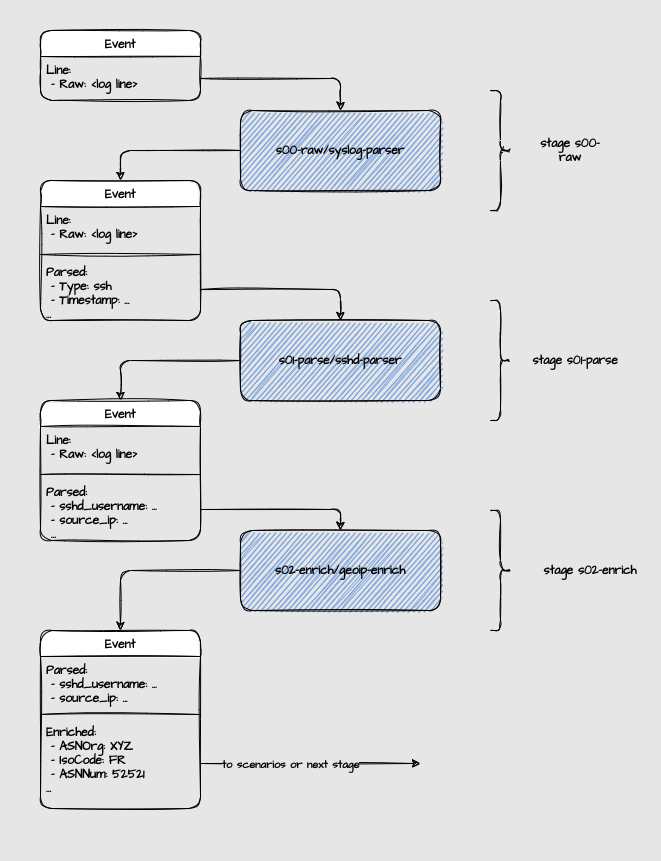 Event
Line:
- Raw: <log line>
s00-raw/syslog-parser
stage s00-
raw
Event
Line:
- Raw: <log line>
Parsed:
- Type: ssh
- Timestamp: ...
...
s01-parse/sshd-parser
stage s01-parse
Event
Line:
- Raw: <log line>
Parsed:
- sshd_username: ...
- source_ip: ...
...
s02-enrich/geoip-enrich
stage s02-enrich
Event
Parsed:
- sshd_username: ...
- source_ip: ...
Enriched:
- ASNOrg: XYZ
- IsoCode: FR
- ASNNum: 52521
...
to scenarios or next stage